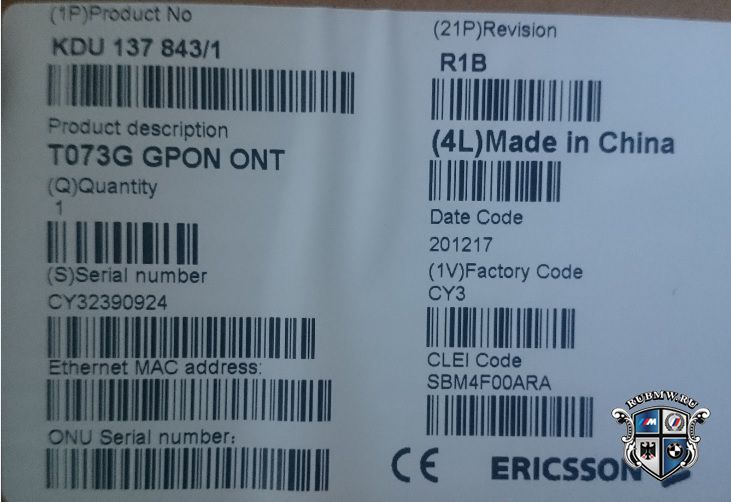 (1P)Product No
KDU 137 843/1
Product description
T073G GPON ONT
(Q)Quantity
1
(S)Serial number
CY32390924
Ethernet MAC address:
ONU Serial number:
(21P)Revision
R1B
(4L)Made in China
Date Code
201217
(1V)Factory Code
CY3
CLEI Code
SBM4F00ARA
CE
ERICSSON
RUBMW.RU
M